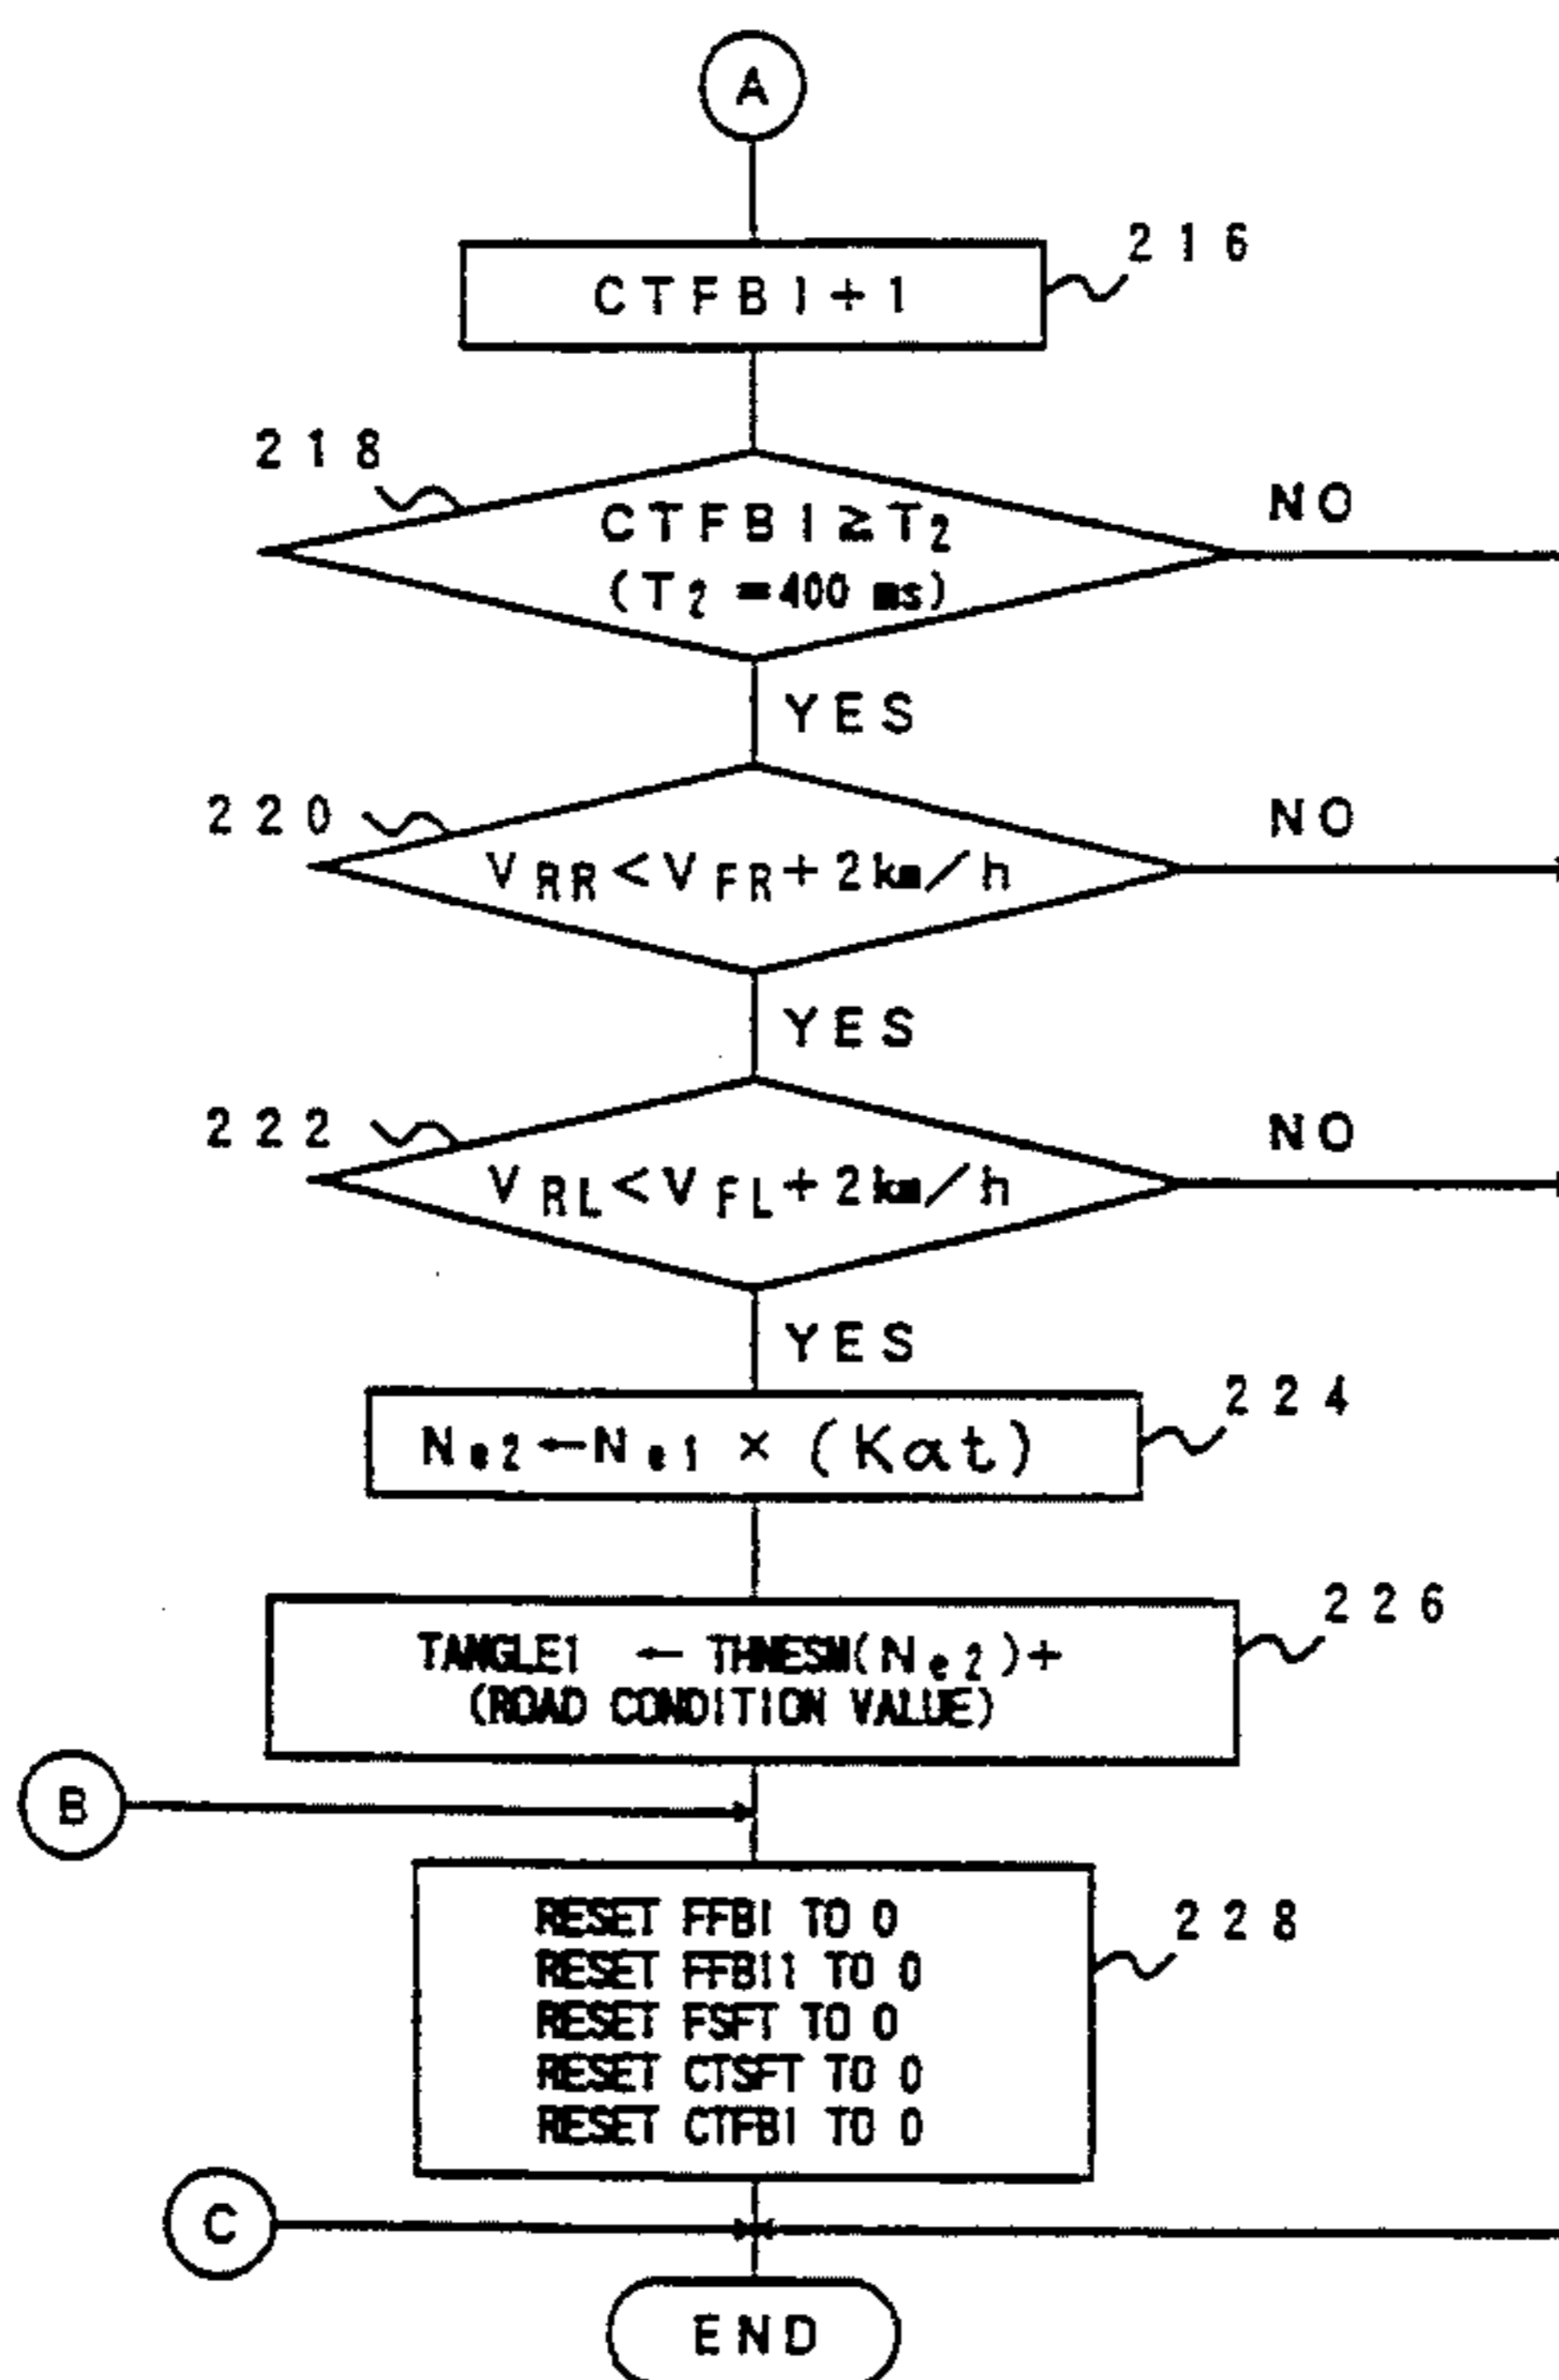 A
CTFBI+1
216
218
CTFBI≧T2
(T2=400 ms)
NO
YES
220
VRR<VFR+2km/h
NO
YES
222
VRL<VFL+2km/h
NO
YES
Ne2←Ne1×(Kat)
224
TANGLE1 ← THNESW(Ne2)+
(ROAD CONDITION VALUE)
226
B
RESET FFBI TO 0
RESET FFBI1 TO 0
RESET FSFT TO 0
RESET CTSFT TO 0
RESET CTFBI TO 0
228
C
END